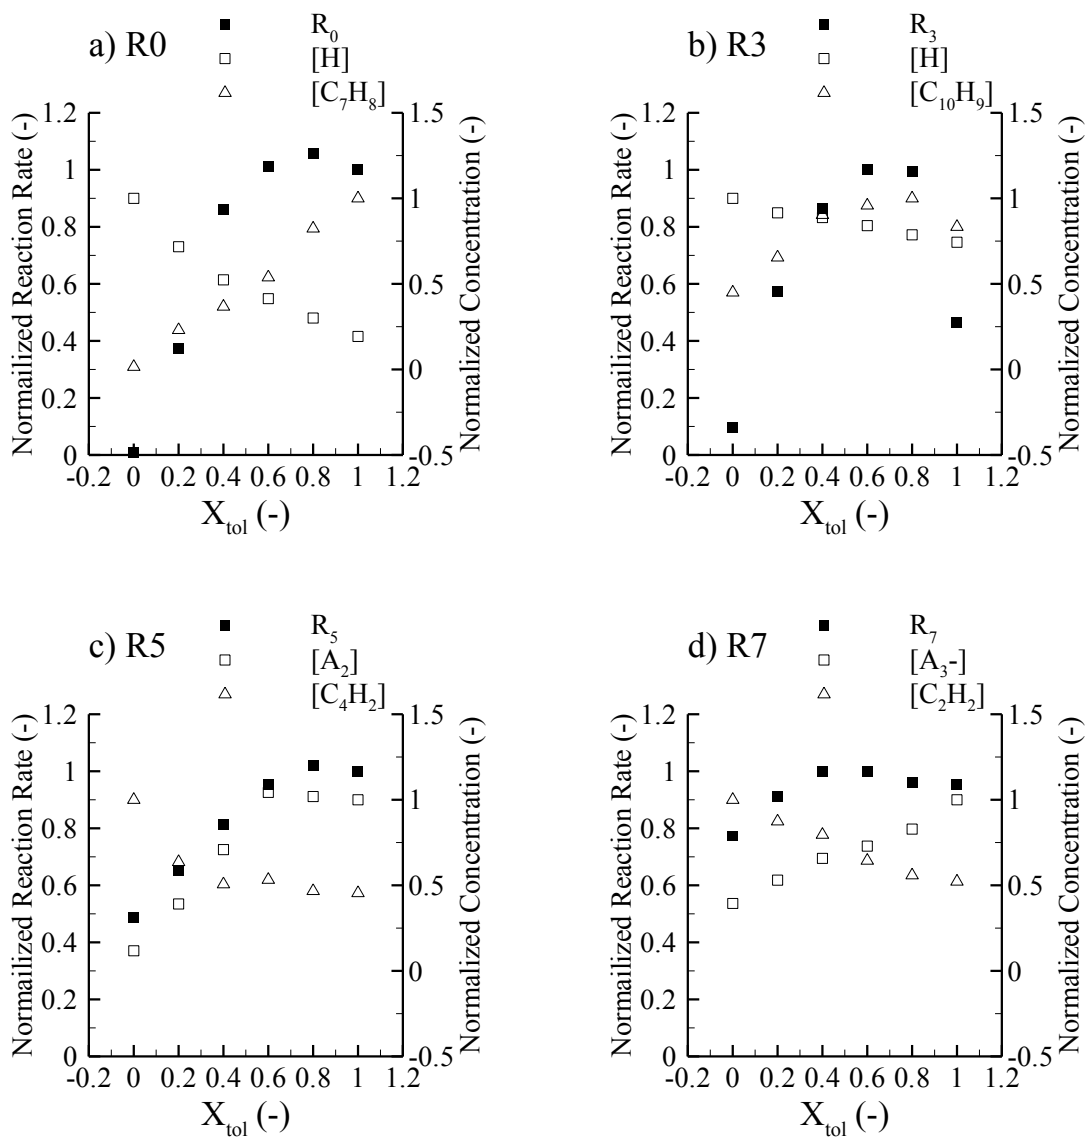 a) R0
R₀
[H]
[C₇H₈]
Normailized Reaction Rate (-)
1.2
1
0.8
0.6
0.4
0.2
0
1.5
1
0.5
0
-0.5
Normalized Concentration (-)
-0.2 0 0.2 0.4 0.6 0.8 1 1.2
X_tol (-)
b) R3
R₃
[H]
[C₁₀H₉]
Normailized Reaction Rate (-)
1.2
1
0.8
0.6
0.4
0.2
0
1.5
1
0.5
0
-0.5
Normalized Concentration (-)
-0.2 0 0.2 0.4 0.6 0.8 1 1.2
X_tol (-)
c) R5
R₅
[A₂]
[C₄H₂]
Normailized Reaction Rate (-)
1.2
1
0.8
0.6
0.4
0.2
0
1.5
1
0.5
0
-0.5
Normalized Concentration (-)
-0.2 0 0.2 0.4 0.6 0.8 1 1.2
X_tol (-)
d) R7
R₇
[A₃-]
[C₂H₂]
Normailized Reaction Rate (-)
1.2
1
0.8
0.6
0.4
0.2
0
1.5
1
0.5
0
-0.5
Normalized Concentration (-)
-0.2 0 0.2 0.4 0.6 0.8 1 1.2
X_tol (-)